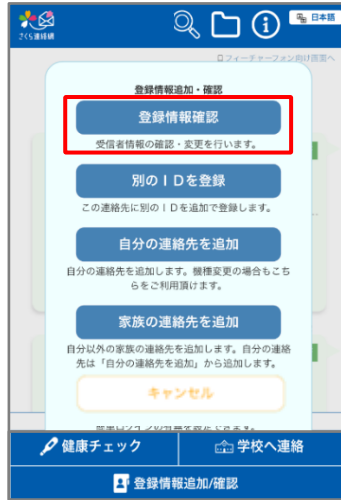 さくら連絡網
日本語
フィーチャーフォン向け画面へ
登録情報追加・確認
登録情報確認
受信者情報の確認・変更を行います。
別のＩＤを登録
この連絡先に別のＩＤを追加で登録します。
自分の連絡先を追加
自分の連絡先を追加します。機種変更の場合もこち
らをご利用頂けます。
家族の連絡先を追加
自分以外の家族の連絡先を追加します。自分の連絡
先は「自分の連絡先を追加」から追加します。
キャンセル
健康チェック
学校へ連絡
登録情報追加/確認